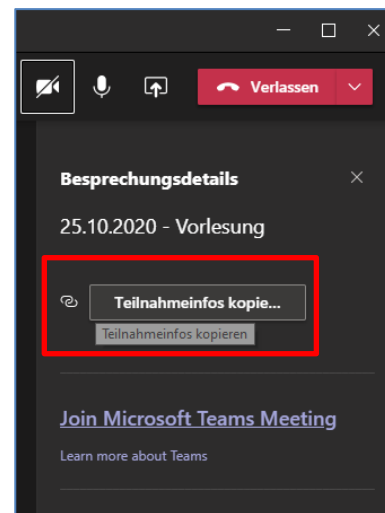 Verlassen
Besprechungsdetails
25.10.2020 - Vorlesung
Teilnahmeinfos kopie...
Teilnahmeinfos kopieren
Join Microsoft Teams Meeting
Learn more about Teams